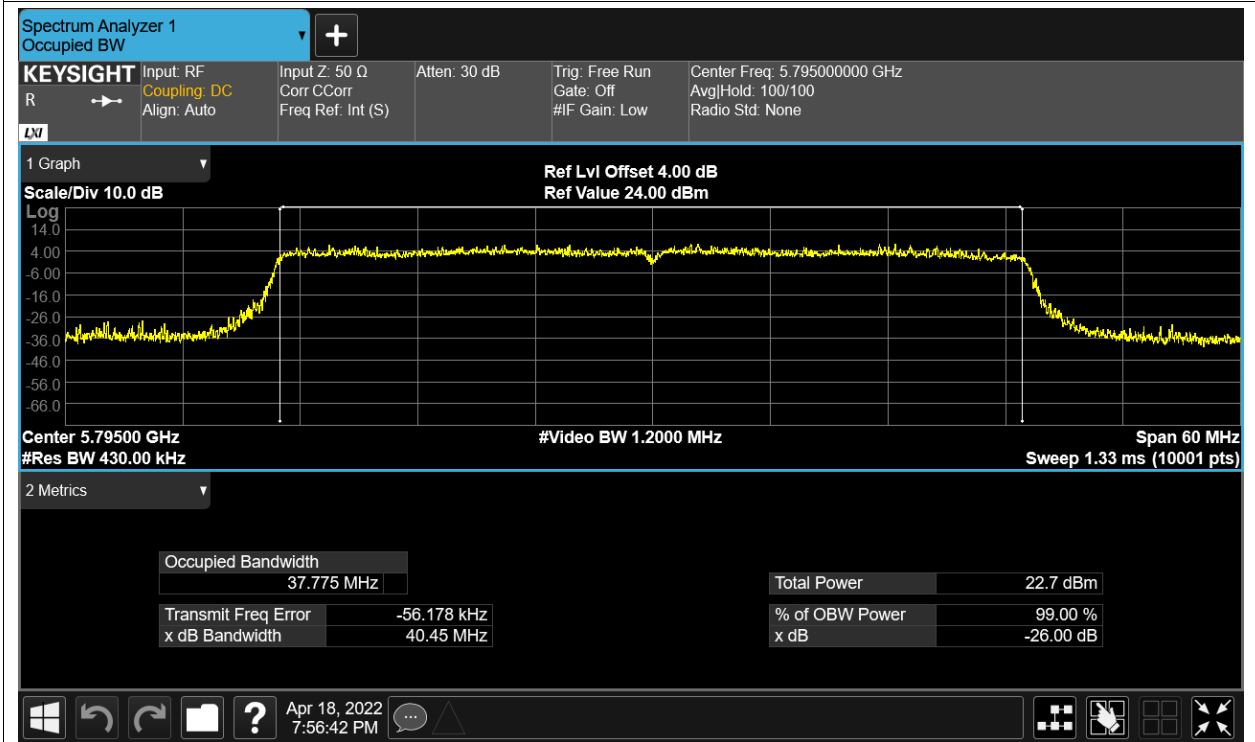 Spectrum Analyzer 1
Occupied BW
KEYSIGHT
R
LXI
Input: RF
Coupling: DC
Align: Auto
Input Z: 50 Ω
Corr CCorr
Freq Ref: Int (S)
Atten: 30 dB
Trig: Free Run
Gate: Off
#IF Gain: Low
Center Freq: 5.795000000 GHz
Avg|Hold: 100/100
Radio Std: None
1 Graph
Scale/Div 10.0 dB
Ref Lvl Offset 4.00 dB
Ref Value 24.00 dBm
Log
14.0
4.00
-6.00
-16.0
-26.0
-36.0
-46.0
-56.0
-66.0
Center 5.79500 GHz
#Video BW 1.2000 MHz
Span 60 MHz
#Res BW 430.00 kHz
Sweep 1.33 ms (10001 pts)
2 Metrics
Occupied Bandwidth
37.775 MHz
Transmit Freq Error -56.178 kHz
x dB Bandwidth 40.45 MHz
Total Power 22.7 dBm
% of OBW Power 99.00 %
x dB -26.00 dB
?
Apr 18, 2022
7:56:42 PM